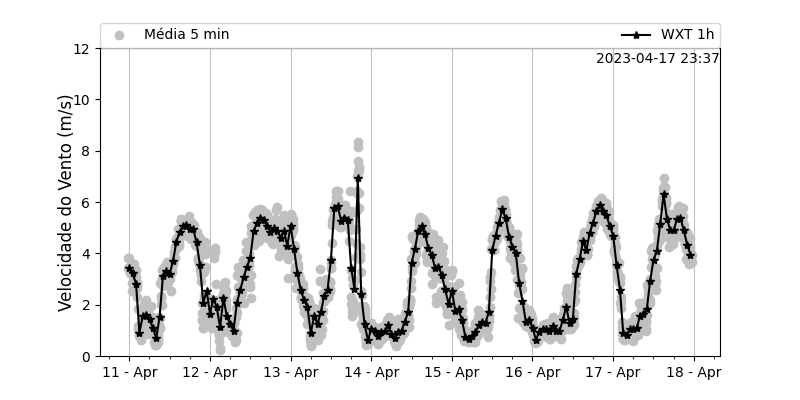 Média 5 min
WXT 1h
2023-04-17 23:37
Velocidade do Vento (m/s)
12
10
8
6
4
2
0
11 - Apr
12 - Apr
13 - Apr
14 - Apr
15 - Apr
16 - Apr
17 - Apr
18 - Apr